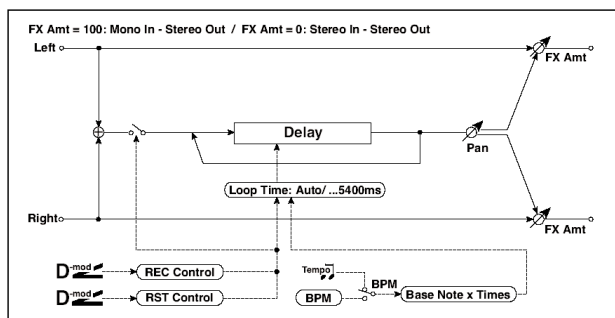 FX Amt = 100: Mono In - Stereo Out / FX Amt = 0: Stereo In - Stereo Out
Left
FX Amt
Delay
Pan
Loop Time: Auto/ ...5400ms
Right
FX Amt
D-mod
REC Control
Tempo
BPM
D-mod
RST Control
BPM
Base Note x Times